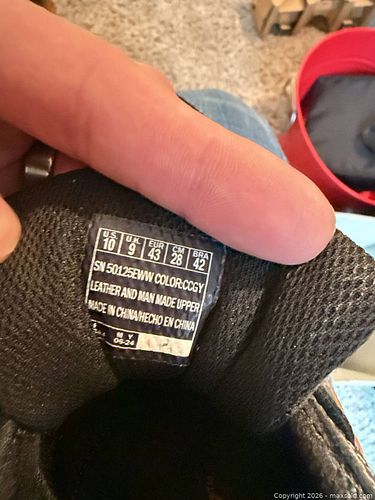 U.S. U.K. EUR CM BRA
10 9 43 28 42
SN 50125EWW COLOR:CCGY
LEATHER AND MAN MADE UPPER
MADE IN CHINA/HECHO EN CHINA
M Y
06-24
Copyright 2026 - maxsold.com